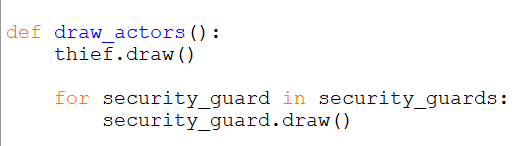 def draw_actors():
    thief.draw()

    for security_guard in security_guards:
        security_guard.draw()